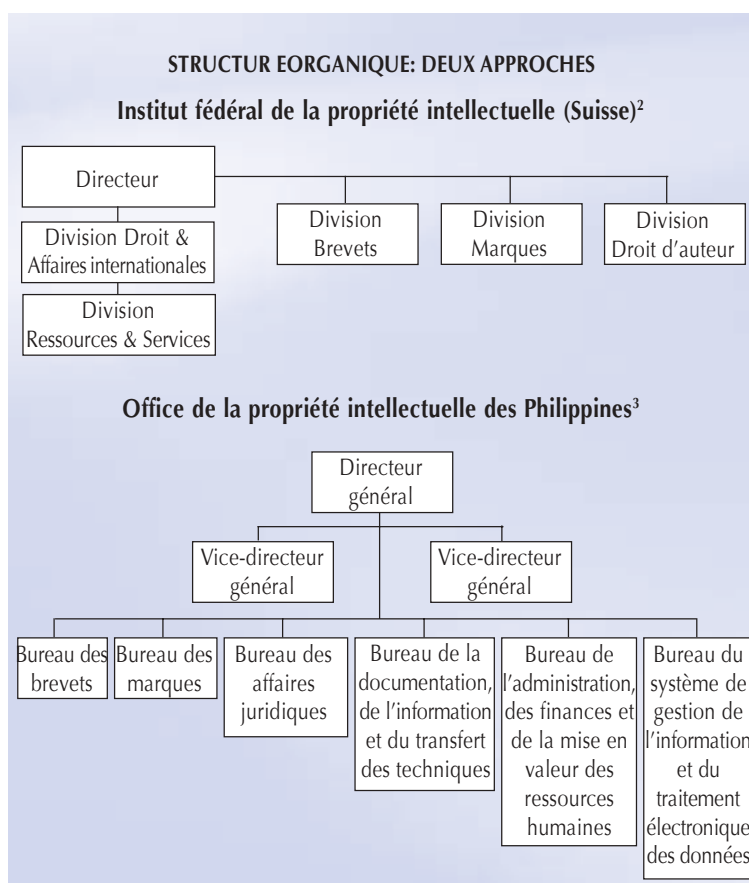 STRUCTUR EORGANIQUE: DEUX APPROCHES
Institut fédéral de la propriété intellectuelle (Suisse)²
Directeur
Division Droit &
Affaires internationales
Division
Ressources & Services
Division
Brevets
Division
Marques
Division
Droit d'auteur
Office de la propriété intellectuelle des Philippines³
Directeur
général
Vice-directeur
général
Vice-directeur
général
Bureau des
brevets
Bureau des
marques
Bureau des
affaires
juridiques
Bureau de la
documentation,
de l'information
et du transfert
des techniques
Bureau de
l'administration,
des finances et
de la mise en
valeur des
ressources
humaines
Bureau du
système de
gestion de
l'information
et du
traitement
électronique
des données